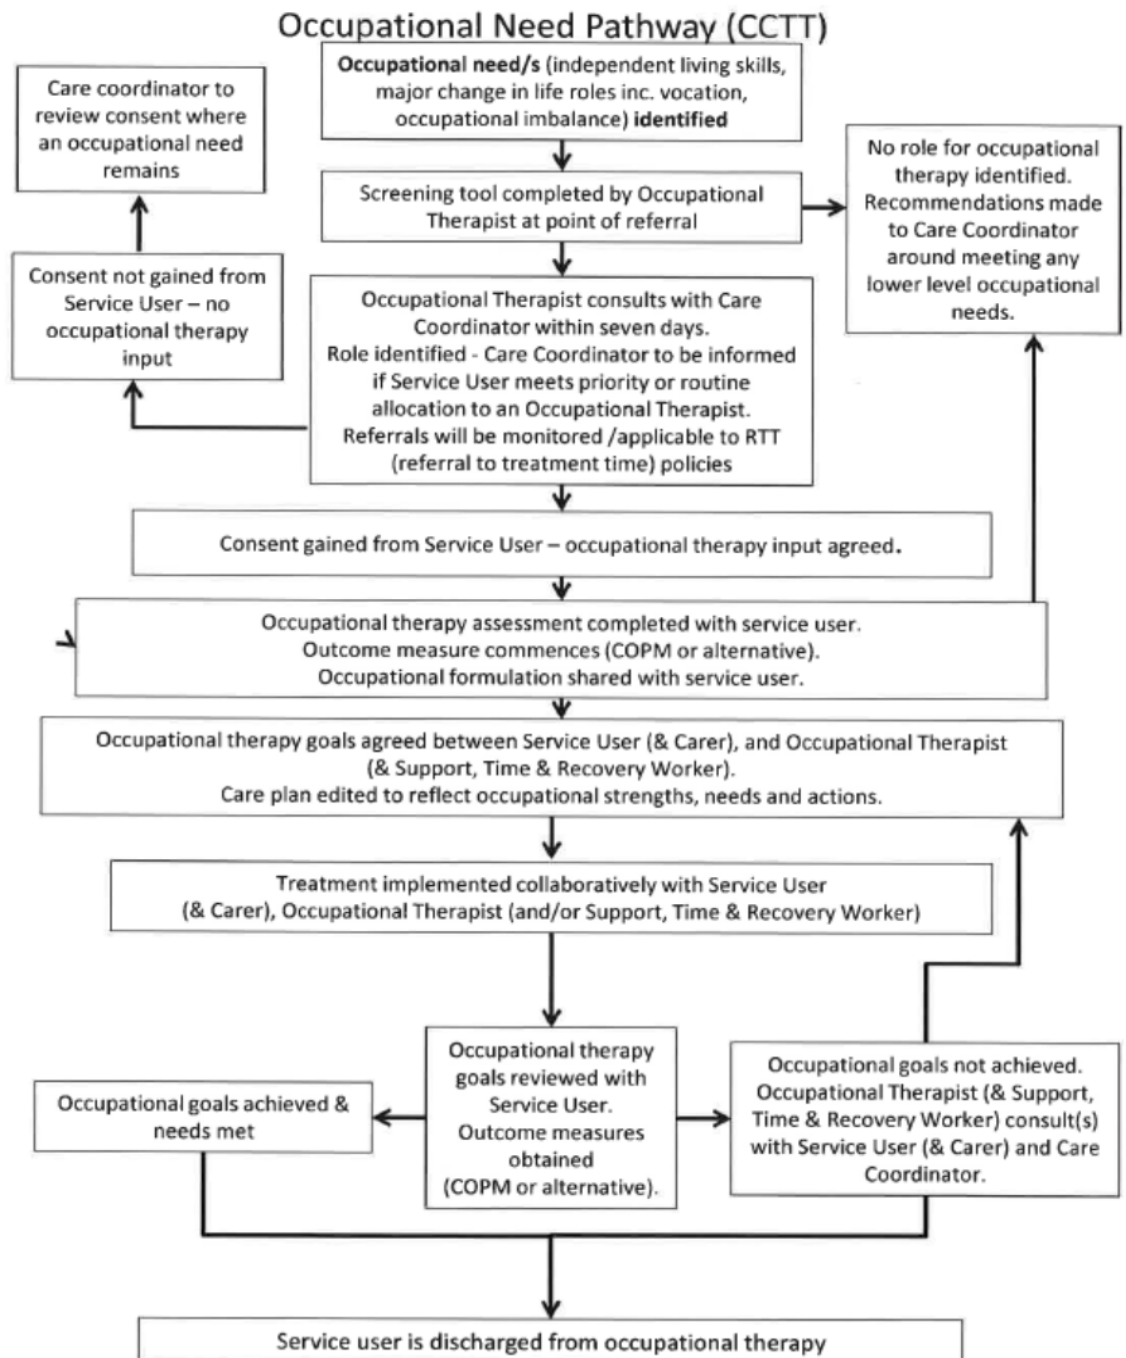 Occupational Need Pathway (CCTT)
Occupational need/s (independent living skills,
major change in life roles inc. vocation,
occupational imbalance) identified
Care coordinator to
review consent where
an occupational need
remains
Screening tool completed by Occupational
Therapist at point of referral
No role for occupational
therapy identified.
Recommendations made
to Care Coordinator
around meeting any
lower level occupational
needs.
Consent not gained from
Service User – no
occupational therapy
input
Occupational Therapist consults with Care
Coordinator within seven days.
Role identified - Care Coordinator to be informed
if Service User meets priority or routine
allocation to an Occupational Therapist.
Referrals will be monitored /applicable to RTT
(referral to treatment time) policies
Consent gained from Service User – occupational therapy input agreed.
Occupational therapy assessment completed with service user.
Outcome measure commences (COPM or alternative).
Occupational formulation shared with service user.
Occupational therapy goals agreed between Service User (& Carer), and Occupational Therapist
(& Support, Time & Recovery Worker).
Care plan edited to reflect occupational strengths, needs and actions.
Treatment implemented collaboratively with Service User
(& Carer), Occupational Therapist (and/or Support, Time & Recovery Worker)
Occupational goals achieved &
needs met
Occupational therapy
goals reviewed with
Service User.
Outcome measures
obtained
(COPM or alternative).
Occupational goals not achieved.
Occupational Therapist (& Support,
Time & Recovery Worker) consult(s)
with Service User (& Carer) and Care
Coordinator.
Service user is discharged from occupational therapy